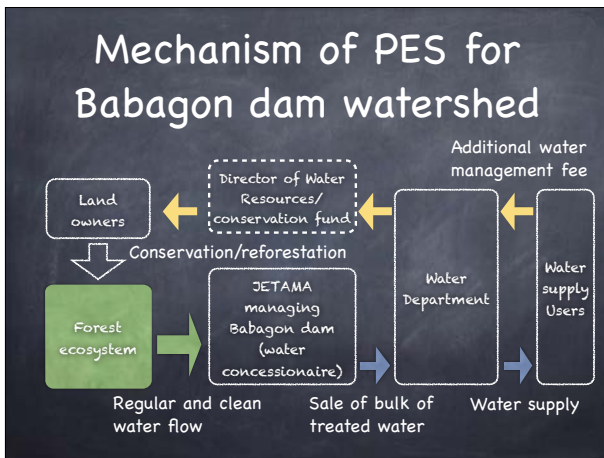 Mechanism of PES for
Babagon dam watershed
Additional water
management fee
Director of Water
Resources/
conservation fund
Land
owners
Conservation/reforestation
JETAMA
managing
Babagon dam
(water
concessionaire)
Water
Department
Water
supply
Users
Forest
ecosystem
Regular and clean
water flow
Sale of bulk of
treated water
Water supply